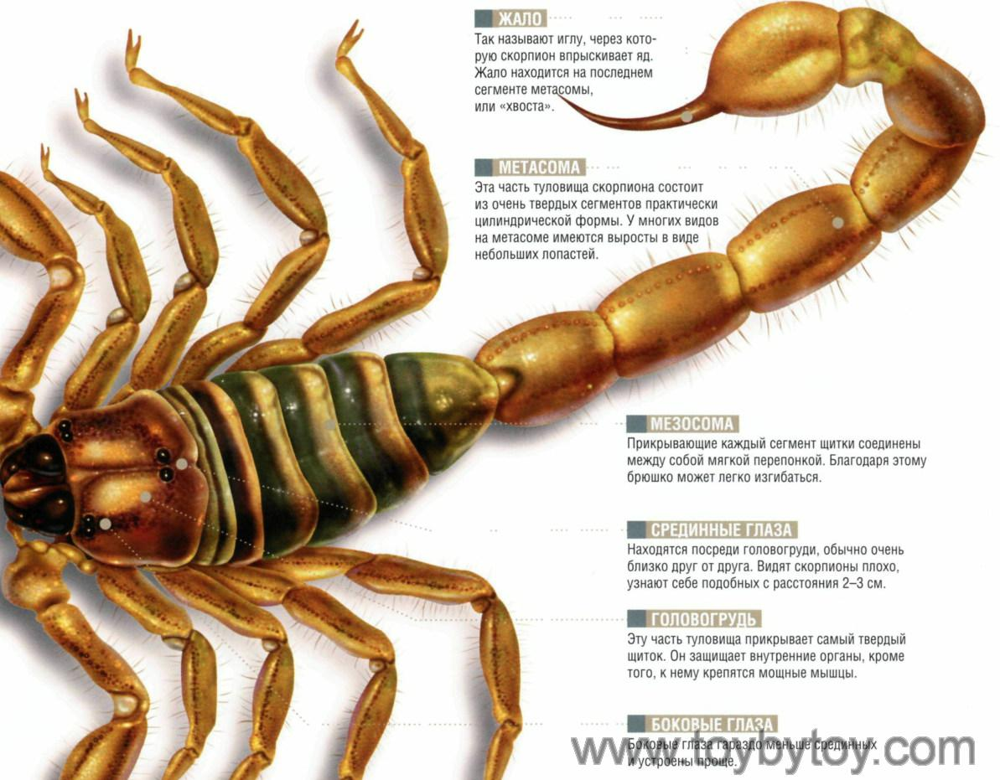 ЖАЛО
Так называют иглу, через кото-
рую скорпион впрыскивает яд.
Жало находится на последнем
сегменте метасомы,
или «хвоста».
МЕТАСОМА
Эта часть туловища скорпиона состоит
из очень твердых сегментов практически
цилиндрической формы. У многих видов
на метасоме имеются выросты в виде
небольших лопастей.
МЕЗОСОМА
Прикрывающие каждый сегмент щитки соединены
между собой мягкой перепонкой. Благодаря этому
брюшко может легко изгибаться.
СРЕДИННЫЕ ГЛАЗА
Находятся посреди головогруди, обычно очень
близко друг от друга. Видят скорпионы плохо,
узнают себе подобных с расстояния 2–3 см.
ГОЛОВОГРУДЬ
Эту часть туловища прикрывает самый твердый
щиток. Он защищает внутренние органы, кроме
того, к нему крепятся мощные мышцы.
БОКОВЫЕ ГЛАЗА
Боковые глаза гораздо меньше срединных
и устроены проще.
www.toybytoy.com